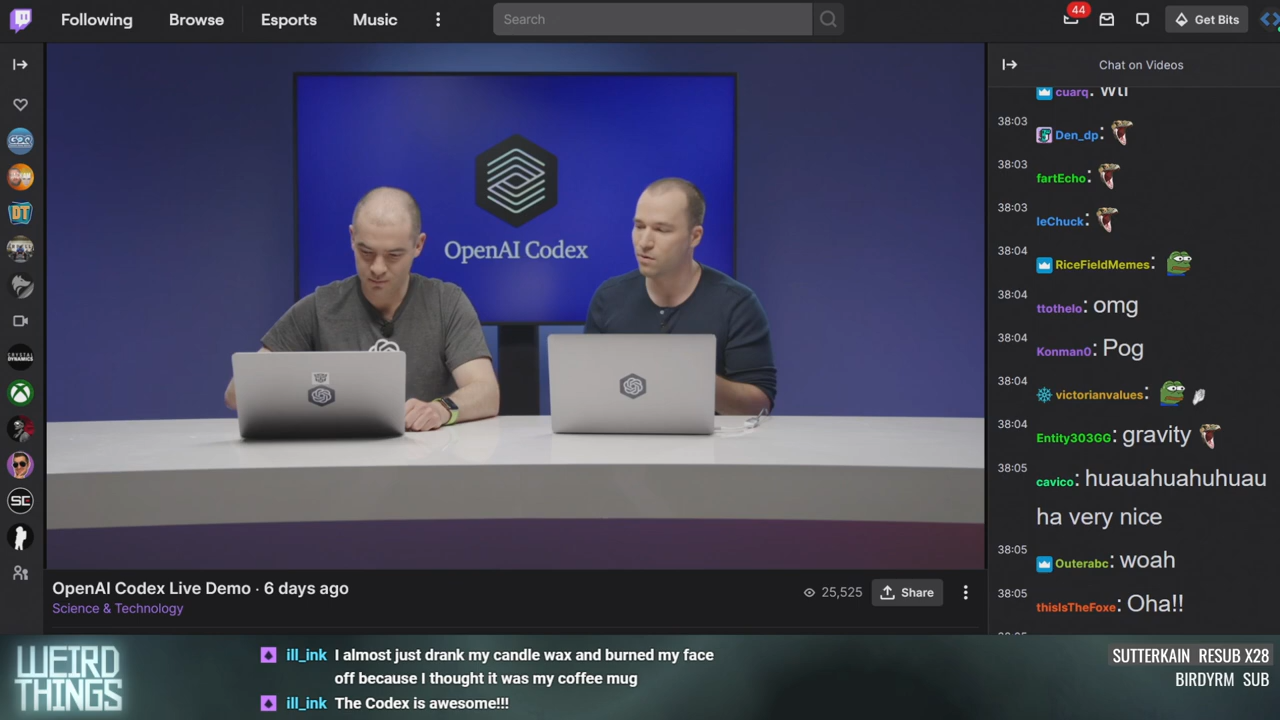 Following
Browse
Esports
Music
Search
44
Get Bits
Chat on Videos
OpenAI Codex
cuarq:
38:03
Den_dp:
38:03
fartEcho:
38:03
leChuck:
38:04
RiceFieldMemes:
38:04
ttothelo: omg
38:04
Konman0: Pog
38:04
victorianvalues:
38:04
Entity303GG: gravity
38:05
cavico: huauahuahuhuau
ha very nice
38:05
Outerabc: woah
38:05
thisIsTheFoxe: Oha!!
OpenAI Codex Live Demo · 6 days ago
Science & Technology
25,525
Share
WEIRD
THINGS
ill_ink I almost just drank my candle wax and burned my face
off because I thought it was my coffee mug
ill_ink The Codex is awesome!!!
SUTTERKAIN RESUB X28
BIRDYRM SUB
DT
SC